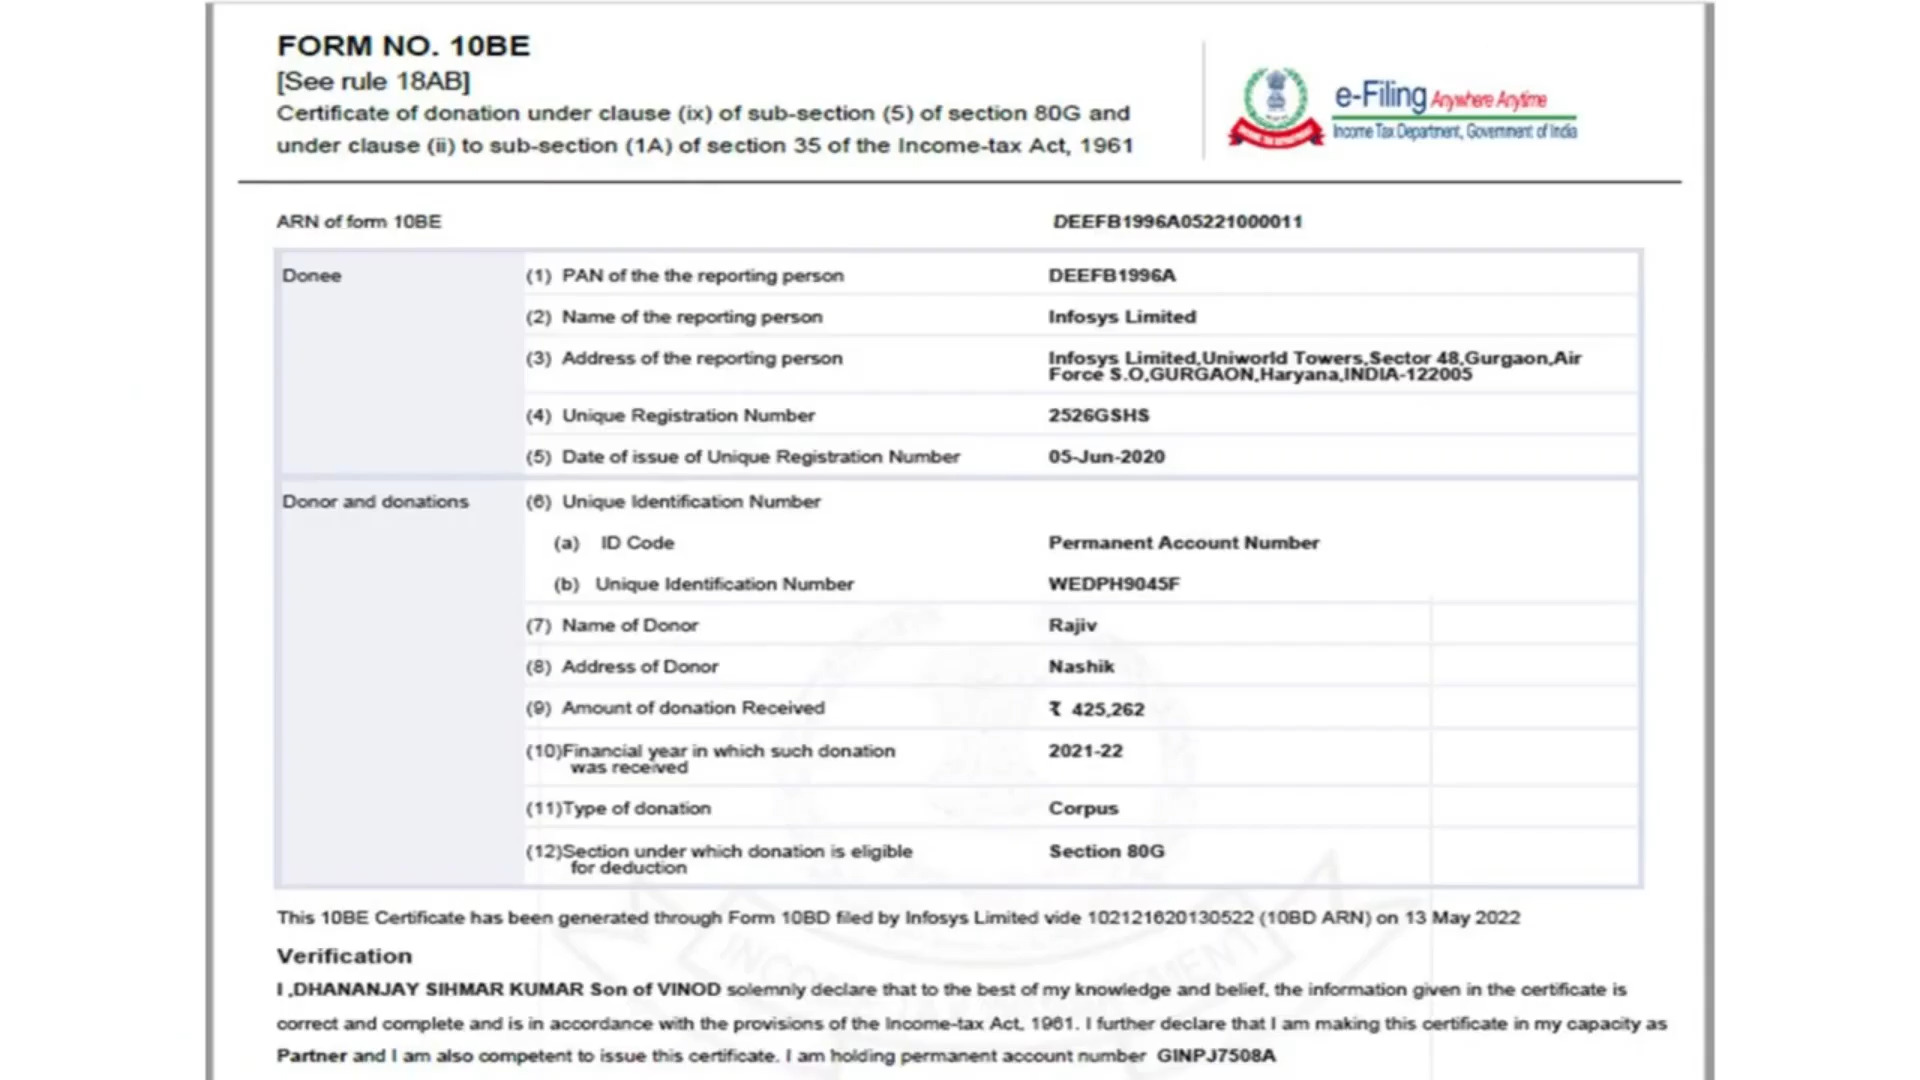 FORM NO. 10BE
[See rule 18AB]
Certificate of donation under clause (ix) of sub-section (5) of section 80G and
under clause (ii) to sub-section (1A) of section 35 of the Income-tax Act, 1961
e-Filing Anywhere Anytime
Income Tax Department, Government of India
ARN of form 10BE DEEFB1996A05221000011
Donee (1) PAN of the the reporting person DEEFB1996A
(2) Name of the reporting person Infosys Limited
(3) Address of the reporting person Infosys Limited,Uniworld Towers,Sector 48,Gurgaon,Air
Force S.O,GURGAON,Haryana,INDIA-122005
(4) Unique Registration Number 2526GSHS
(5) Date of issue of Unique Registration Number 05-Jun-2020
Donor and donations (6) Unique Identification Number
(a) ID Code Permanent Account Number
(b) Unique Identification Number WEDPH9045F
(7) Name of Donor Rajiv
(8) Address of Donor Nashik
(9) Amount of donation Received ₹ 425,262
(10)Financial year in which such donation 2021-22
was received
(11)Type of donation Corpus
(12)Section under which donation is eligible Section 80G
for deduction
This 10BE Certificate has been generated through Form 10BD filed by Infosys Limited vide 102121620130522 (10BD ARN) on 13 May 2022
Verification
I ,DHANANJAY SIHMAR KUMAR Son of VINOD solemnly declare that to the best of my knowledge and belief, the information given in the certificate is
correct and complete and is in accordance with the provisions of the Income-tax Act, 1961. I further declare that I am making this certificate in my capacity as
Partner and I am also competent to issue this certificate. I am holding permanent account number GINPJ7508A